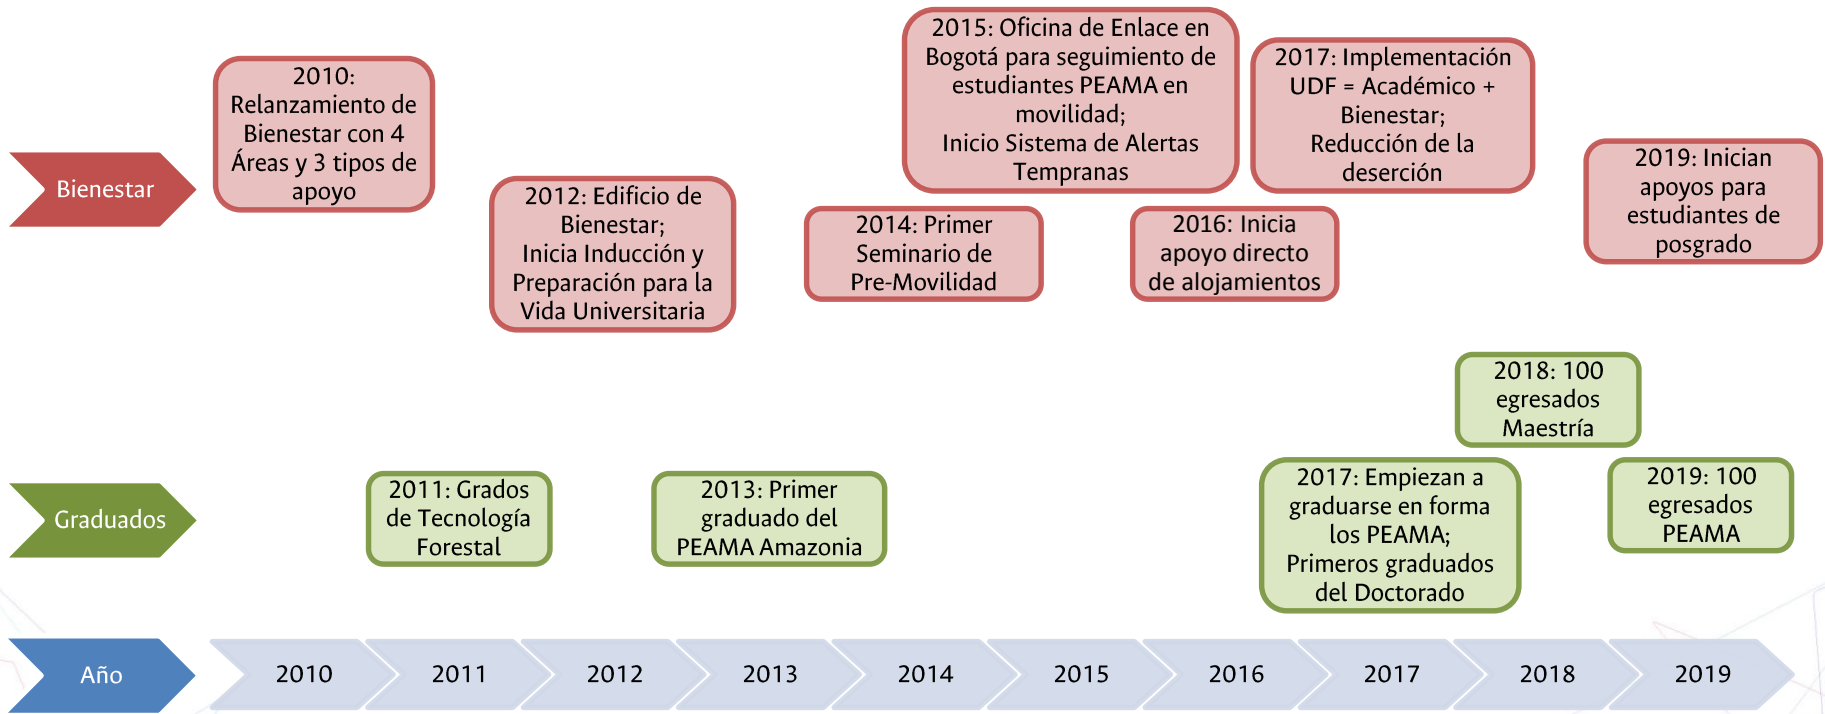 Bienestar
2010:
Relanzamiento de
Bienestar con 4
Áreas y 3 tipos de
apoyo
2012: Edificio de
Bienestar;
Inicia Inducción y
Preparación para la
Vida Universitaria
2014: Primer
Seminario de
Pre-Movilidad
2015: Oficina de Enlace en
Bogotá para seguimiento de
estudiantes PEAMA en
movilidad;
Inicio Sistema de Alertas
Tempranas
2016: Inicia
apoyo directo
de alojamientos
2017: Implementación
UDF = Académico +
Bienestar;
Reducción de la
deserción
2019: Inician
apoyos para
estudiantes de
posgrado
Graduados
2011: Grados
de Tecnología
Forestal
2013: Primer
graduado del
PEAMA Amazonia
2017: Empiezan a
graduarse en forma
los PEAMA;
Primeros graduados
del Doctorado
2018: 100
egresados
Maestría
2019: 100
egresados
PEAMA
Año
2010
2011
2012
2013
2014
2015
2016
2017
2018
2019